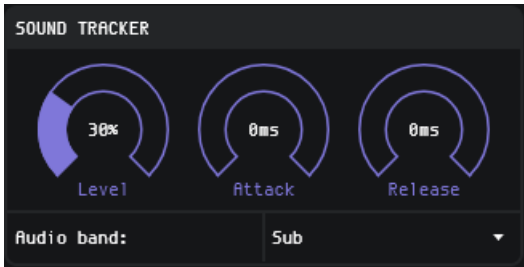 SOUND TRACKER
30% 0ms 0ms
Level Attack Release
Audio band: Sub